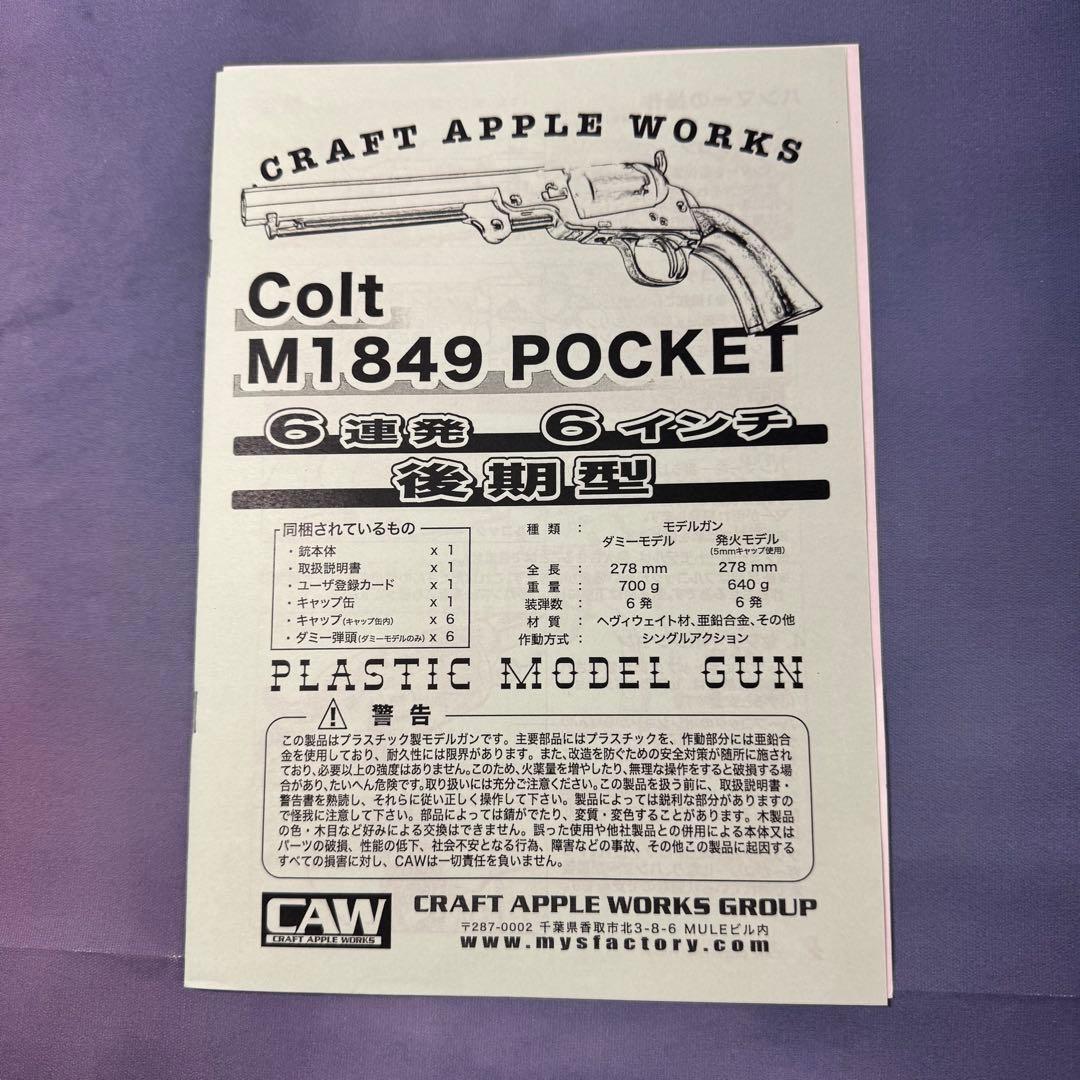 CRAFT APPLE WORKS
Colt
M1849 POCKET
6連発 6インチ
後期型
同梱されているもの
・銃本体 x 1
・取扱説明書 x 1
・ユーザ登録カード x 1
・キャップ缶 x 1
・キャップ(キャップ缶内) x 6
・ダミー弾頭(ダミーモデルのみ) x 6
種 類 : モデルガン
ダミーモデル 発火モデル
(5mmキャップ使用)
全 長 : 278 mm 278 mm
重 量 : 700 g 640 g
装弾数 : 6 発 6 発
材 質 : ヘヴィウェイト材、亜鉛合金、その他
作動方式 : シングルアクション
PLASTIC MODEL GUN
警 告
この製品はプラスチック製モデルガンです。主要部品にはプラスチックを、作動部分には亜鉛合
金を使用しており、耐久性には限界があります。また、改造を防ぐための安全対策が随所に施され
ており、必要以上の強度はありません。このため、火薬量を増やしたり、無理な操作をすると破損する場
合があり、たいへん危険です。取り扱いには充分ご注意ください。この製品を扱う前に、取扱説明書・
警告書を熟読し、それらに従い正しく操作して下さい。製品によっては鋭利な部分がありますの
で怪我に注意して下さい。部品によっては錆がでたり、変質・変色することがあります。木製品
の色・木目など好みによる交換はできません。誤った使用や他社製品との併用による本体又は
パーツの破損、性能の低下、社会不安となる行為、障害などの事故、その他この製品に起因する
すべての損害に対し、CAWは一切責任を負いません。
CAW
CRAFT APPLE WORKS
CRAFT APPLE WORKS GROUP
〒287-0002 千葉県香取市北3-8-6 MULEビル内
www.mysfactory.com